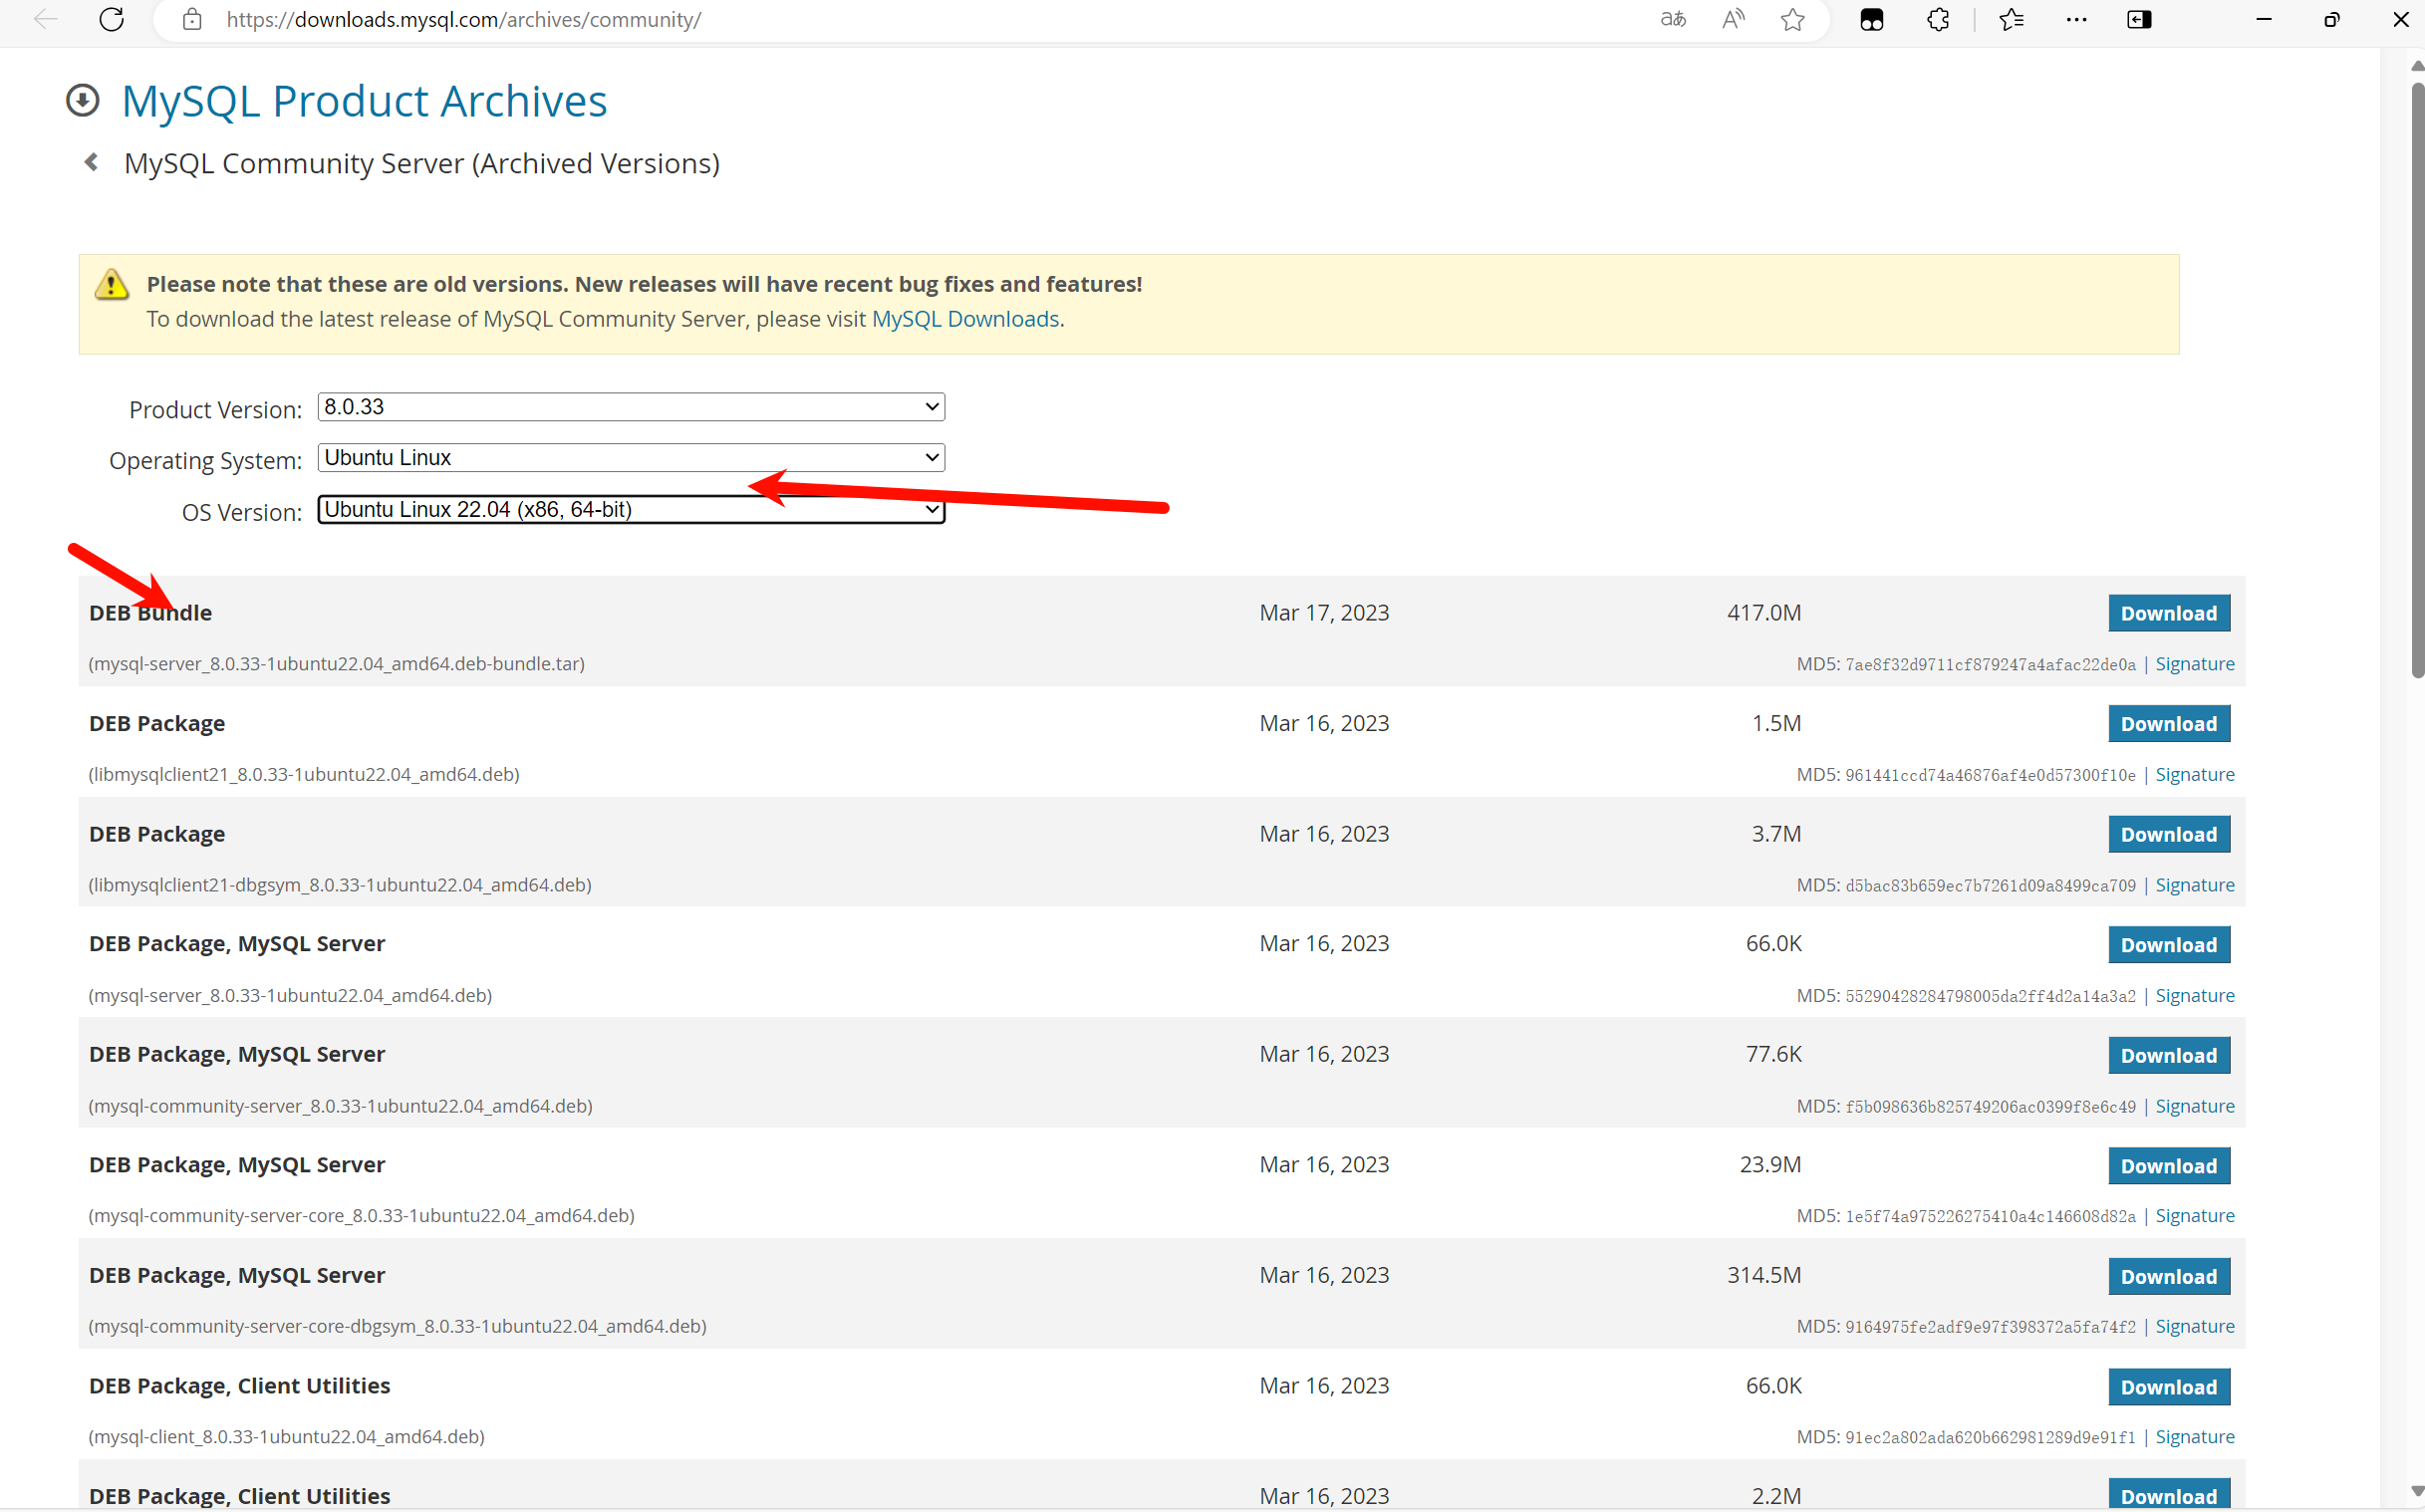 https://downloads.mysql.com/archives/community/
MySQL Product Archives
MySQL Community Server (Archived Versions)
Please note that these are old versions. New releases will have recent bug fixes and features!
To download the latest release of MySQL Community Server, please visit MySQL Downloads.
Product Version: 8.0.33
Operating System: Ubuntu Linux
OS Version: Ubuntu Linux 22.04 (x86, 64-bit)
DEB Bundle Mar 17, 2023 417.0M Download
(mysql-server_8.0.33-1ubuntu22.04_amd64.deb-bundle.tar) MD5: 7ae8f32d9711cf879247a4afac22de0a | Signature
DEB Package Mar 16, 2023 1.5M Download
(libmysqlclient21_8.0.33-1ubuntu22.04_amd64.deb) MD5: 961441ccd74a46876af4e0d57300f10e | Signature
DEB Package Mar 16, 2023 3.7M Download
(libmysqlclient21-dbgsym_8.0.33-1ubuntu22.04_amd64.deb) MD5: d5bac83b659ec7b7261d09a8499ca709 | Signature
DEB Package, MySQL Server Mar 16, 2023 66.0K Download
(mysql-server_8.0.33-1ubuntu22.04_amd64.deb) MD5: 55290428284798005da2ff4d2a14a3a2 | Signature
DEB Package, MySQL Server Mar 16, 2023 77.6K Download
(mysql-community-server_8.0.33-1ubuntu22.04_amd64.deb) MD5: f5b098636b825749206ac0399f8e6c49 | Signature
DEB Package, MySQL Server Mar 16, 2023 23.9M Download
(mysql-community-server-core_8.0.33-1ubuntu22.04_amd64.deb) MD5: 1e5f74a975226275410a4c146608d82a | Signature
DEB Package, MySQL Server Mar 16, 2023 314.5M Download
(mysql-community-server-core-dbgsym_8.0.33-1ubuntu22.04_amd64.deb) MD5: 9164975fe2adf9e97f398372a5fa74f2 | Signature
DEB Package, Client Utilities Mar 16, 2023 66.0K Download
(mysql-client_8.0.33-1ubuntu22.04_amd64.deb) MD5: 91ec2a802ada620b662981289d9e91f1 | Signature
DEB Package, Client Utilities Mar 16, 2023 2.2M Download